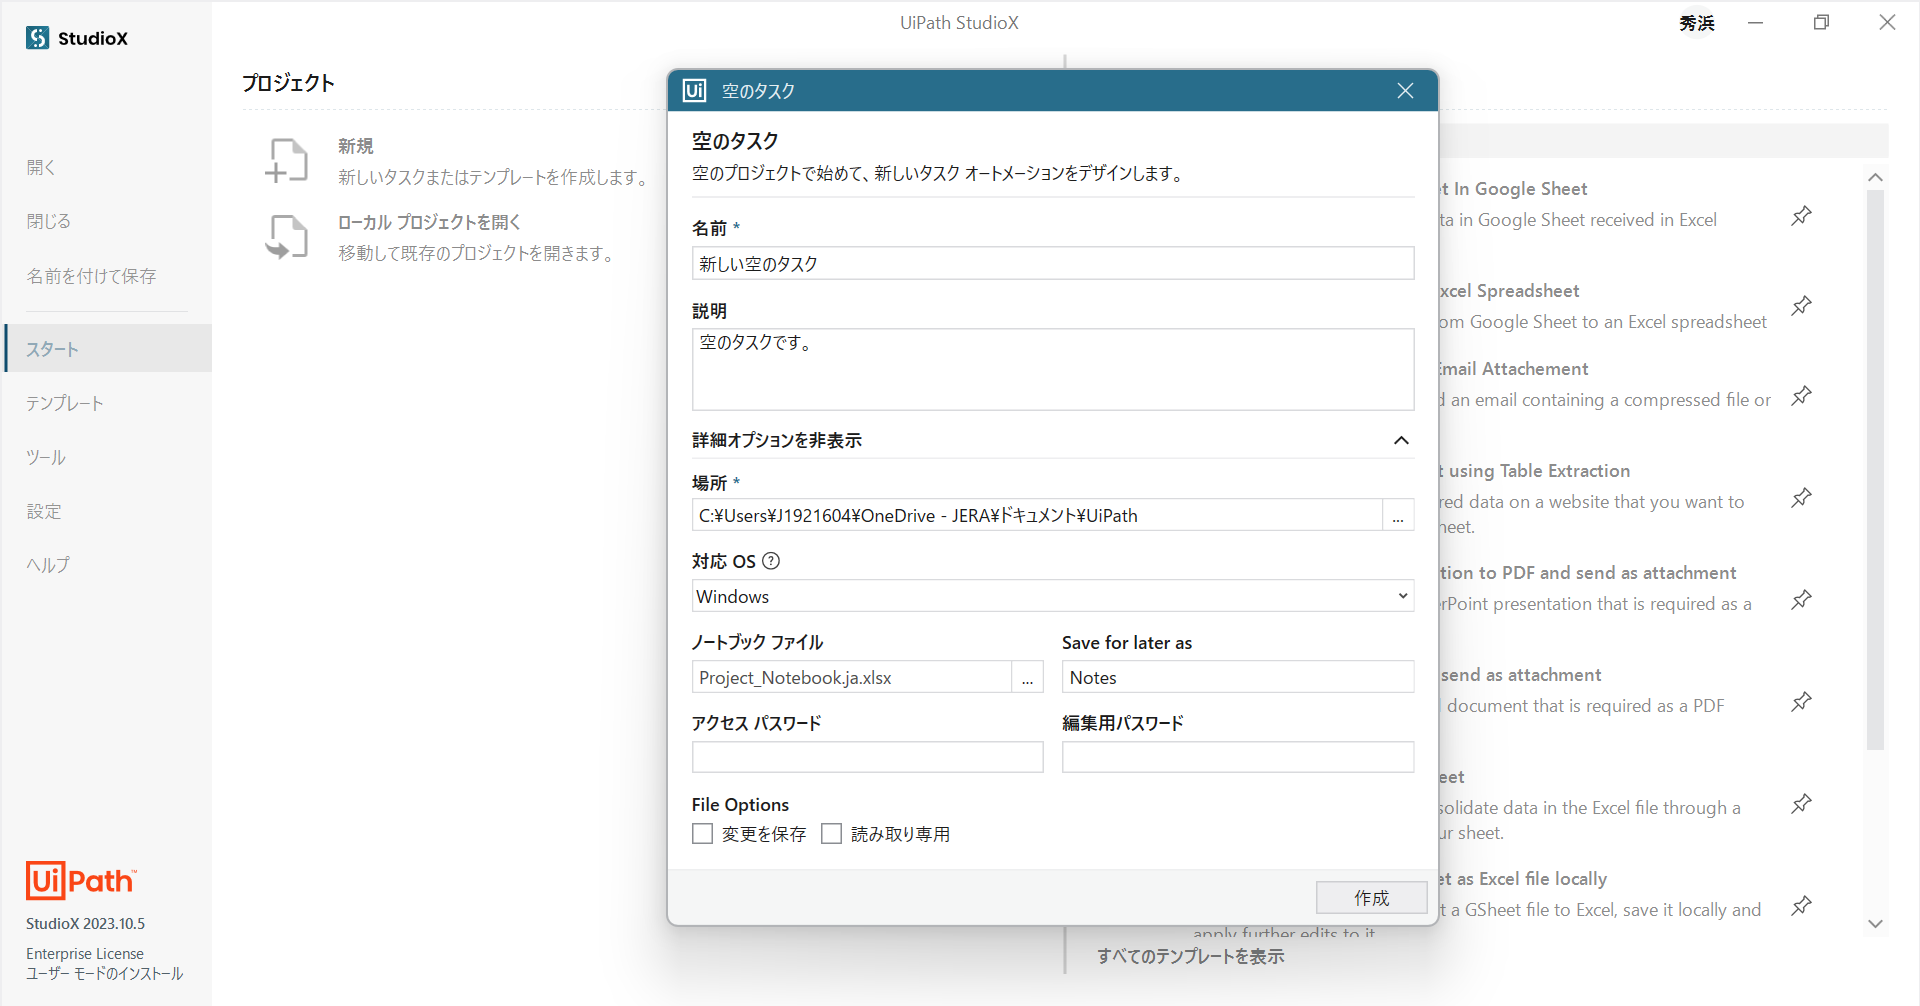 StudioX
UiPath StudioX
秀浜
開く
閉じる
名前を付けて保存
スタート
テンプレート
ツール
設定
ヘルプ
UiPath™
StudioX 2023.10.5
Enterprise License
ユーザー モードのインストール
プロジェクト
新規
新しいタスクまたはテンプレートを作成します。
ローカル プロジェクトを開く
移動して既存のプロジェクトを開きます。
Ui 空のタスク
空のタスク
空のプロジェクトで始めて、新しいタスク オートメーションをデザインします。
名前 *
新しい空のタスク
説明
空のタスクです。
詳細オプションを非表示
場所 *
C:¥Users¥J1921604¥OneDrive - JERA¥ドキュメント¥UiPath
...
対応 OS ?
Windows
ノートブック ファイル
Save for later as
Project_Notebook.ja.xlsx
...
Notes
アクセス パスワード
編集用パスワード
File Options
変更を保存
読み取り専用
作成
t In Google Sheet
ta in Google Sheet received in Excel
xcel Spreadsheet
om Google Sheet to an Excel spreadsheet
Email Attachement
d an email containing a compressed file or
t using Table Extraction
red data on a website that you want to
heet.
tion to PDF and send as attachment
rPoint presentation that is required as a
send as attachment
document that is required as a PDF
eet
solidate data in the Excel file through a
ur sheet.
et as Excel file locally
t a GSheet file to Excel, save it locally and
apply further edits to it
すべてのテンプレートを表示